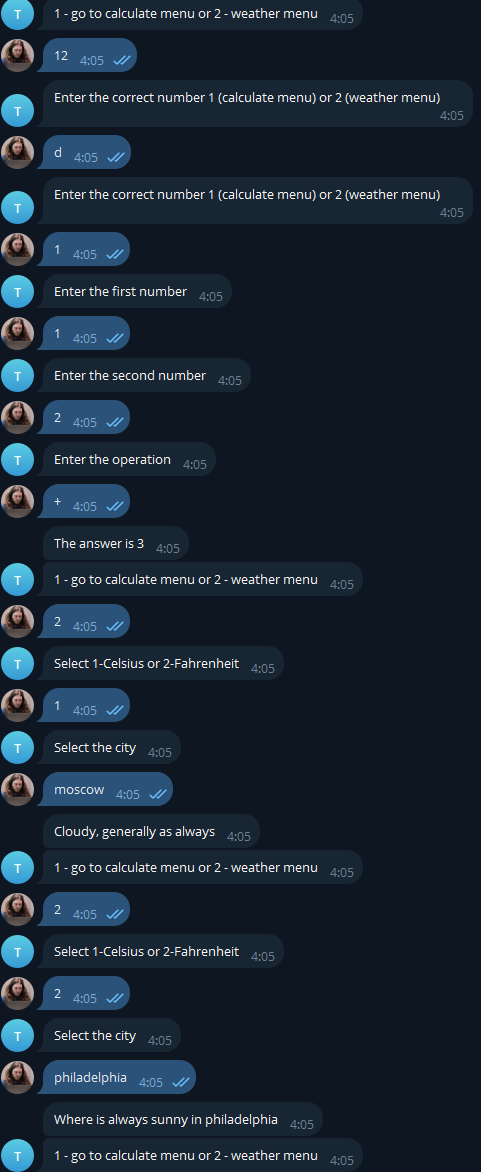 T 1 - go to calculate menu or 2 - weather menu 4:05
12 4:05
Enter the correct number 1 (calculate menu) or 2 (weather menu)
T 4:05
d 4:05
Enter the correct number 1 (calculate menu) or 2 (weather menu)
T 4:05
1 4:05
T Enter the first number 4:05
1 4:05
T Enter the second number 4:05
2 4:05
T Enter the operation 4:05
+ 4:05
The answer is 3 4:05
T 1 - go to calculate menu or 2 - weather menu 4:05
2 4:05
T Select 1-Celsius or 2-Fahrenheit 4:05
1 4:05
T Select the city 4:05
moscow 4:05
Cloudy, generally as always 4:05
T 1 - go to calculate menu or 2 - weather menu 4:05
2 4:05
T Select 1-Celsius or 2-Fahrenheit 4:05
2 4:05
T Select the city 4:05
philadelphia 4:05
Where is always sunny in philadelphia 4:05
T 1 - go to calculate menu or 2 - weather menu 4:05